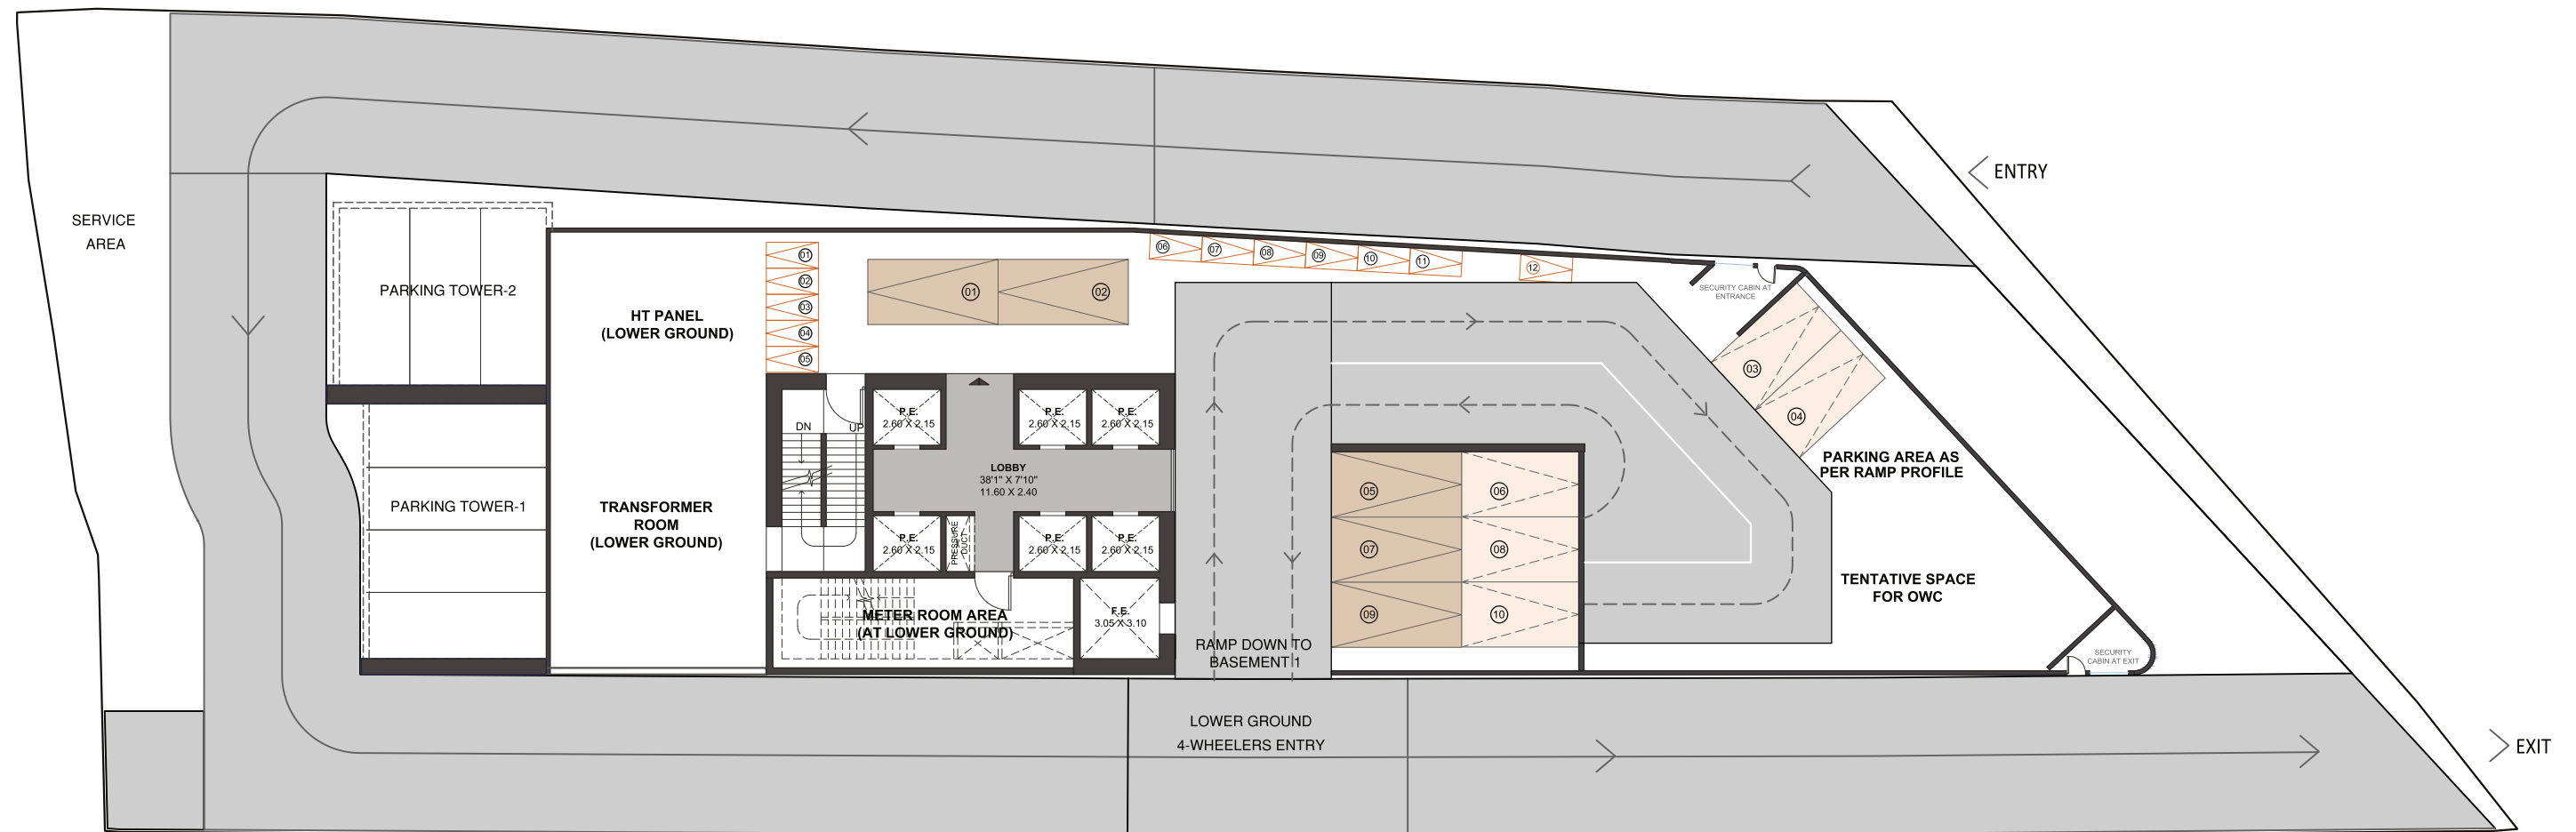 ENTRY
SERVICE
AREA
PARKING TOWER-2
HT PANEL
(LOWER GROUND)
01
02
03
04
05
01
02
06
07
08
09
10
11
12
SECURITY CABIN AT
ENTRANCE
03
04
PARKING AREA AS
PER RAMP PROFILE
DN
UP
P.E.
2.60 X 2.15
P.E.
2.60 X 2.15
P.E.
2.60 X 2.15
LOBBY
38'1" X 7'10"
11.60 X 2.40
PARKING TOWER-1
TRANSFORMER
ROOM
(LOWER GROUND)
P.E.
2.60 X 2.15
PRESSURE
DUCT
P.E.
2.60 X 2.15
P.E.
2.60 X 2.15
05
06
07
08
09
10
TENTATIVE SPACE
FOR OWC
METER ROOM AREA
(AT LOWER GROUND)
F.E.
3.05 X 3.10
RAMP DOWN TO
BASEMENT 1
SECURITY
CABIN AT EXIT
LOWER GROUND
4-WHEELERS ENTRY
EXIT